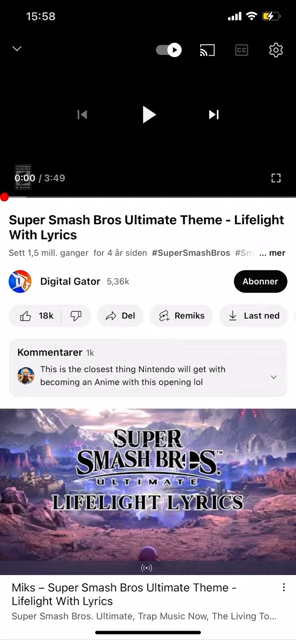 15:58
CC
0:00 / 3:49
Super Smash Bros Ultimate Theme - Lifelight
With Lyrics
Sett 1,5 mill. ganger for 4 år siden #SuperSmashBros #Sm ... mer
Digital Gator 5,36k
Abonner
18k
Del
Remiks
Last ned
Kommentarer 1k
This is the closest thing Nintendo will get with
becoming an Anime with this opening lol
SUPER
SMASH BROS.
ULTIMATE
LIFELIGHT LYRICS
Miks – Super Smash Bros Ultimate Theme -
Lifelight With Lyrics
Super Smash Bros. Ultimate, Trap Music Now, The Living To...